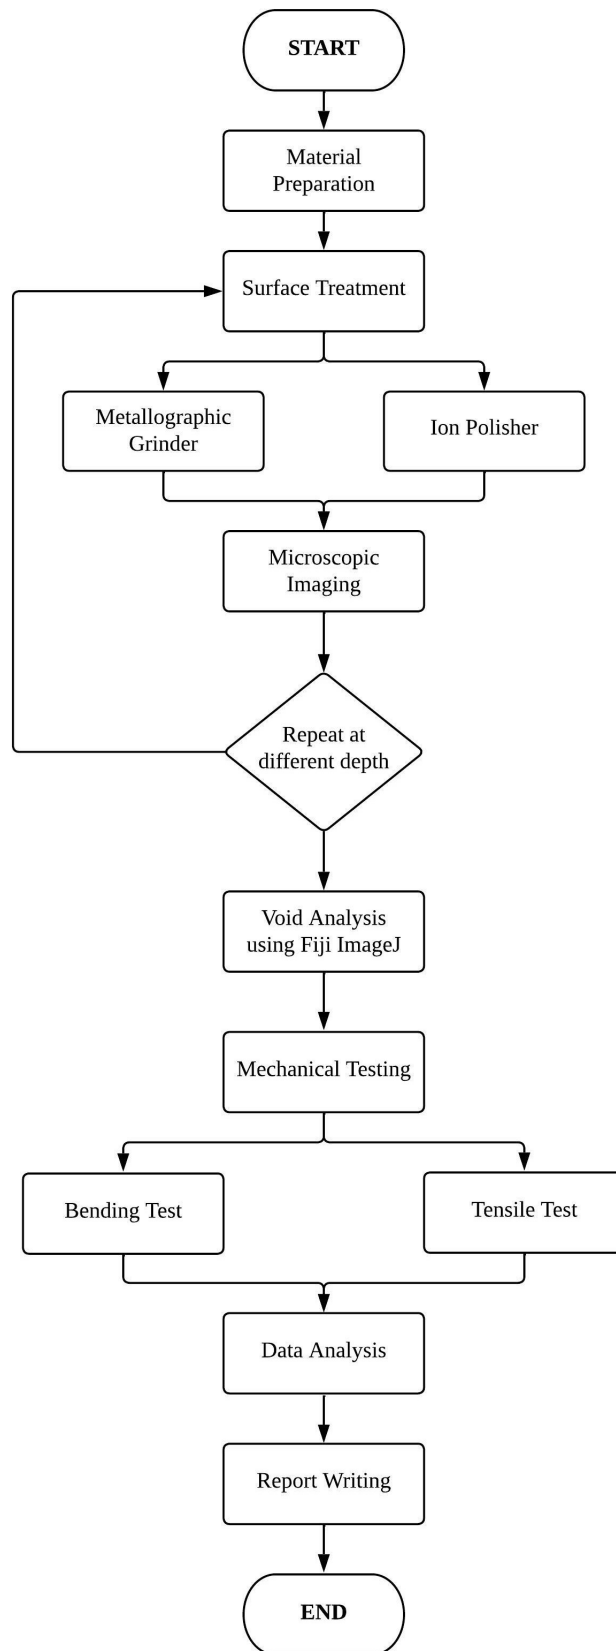 START
Material
Preparation
Surface Treatment
Metallographic
Grinder
Ion Polisher
Microscopic
Imaging
Repeat at
different depth
Void Analysis
using Fiji ImageJ
Mechanical Testing
Bending Test
Tensile Test
Data Analysis
Report Writing
END